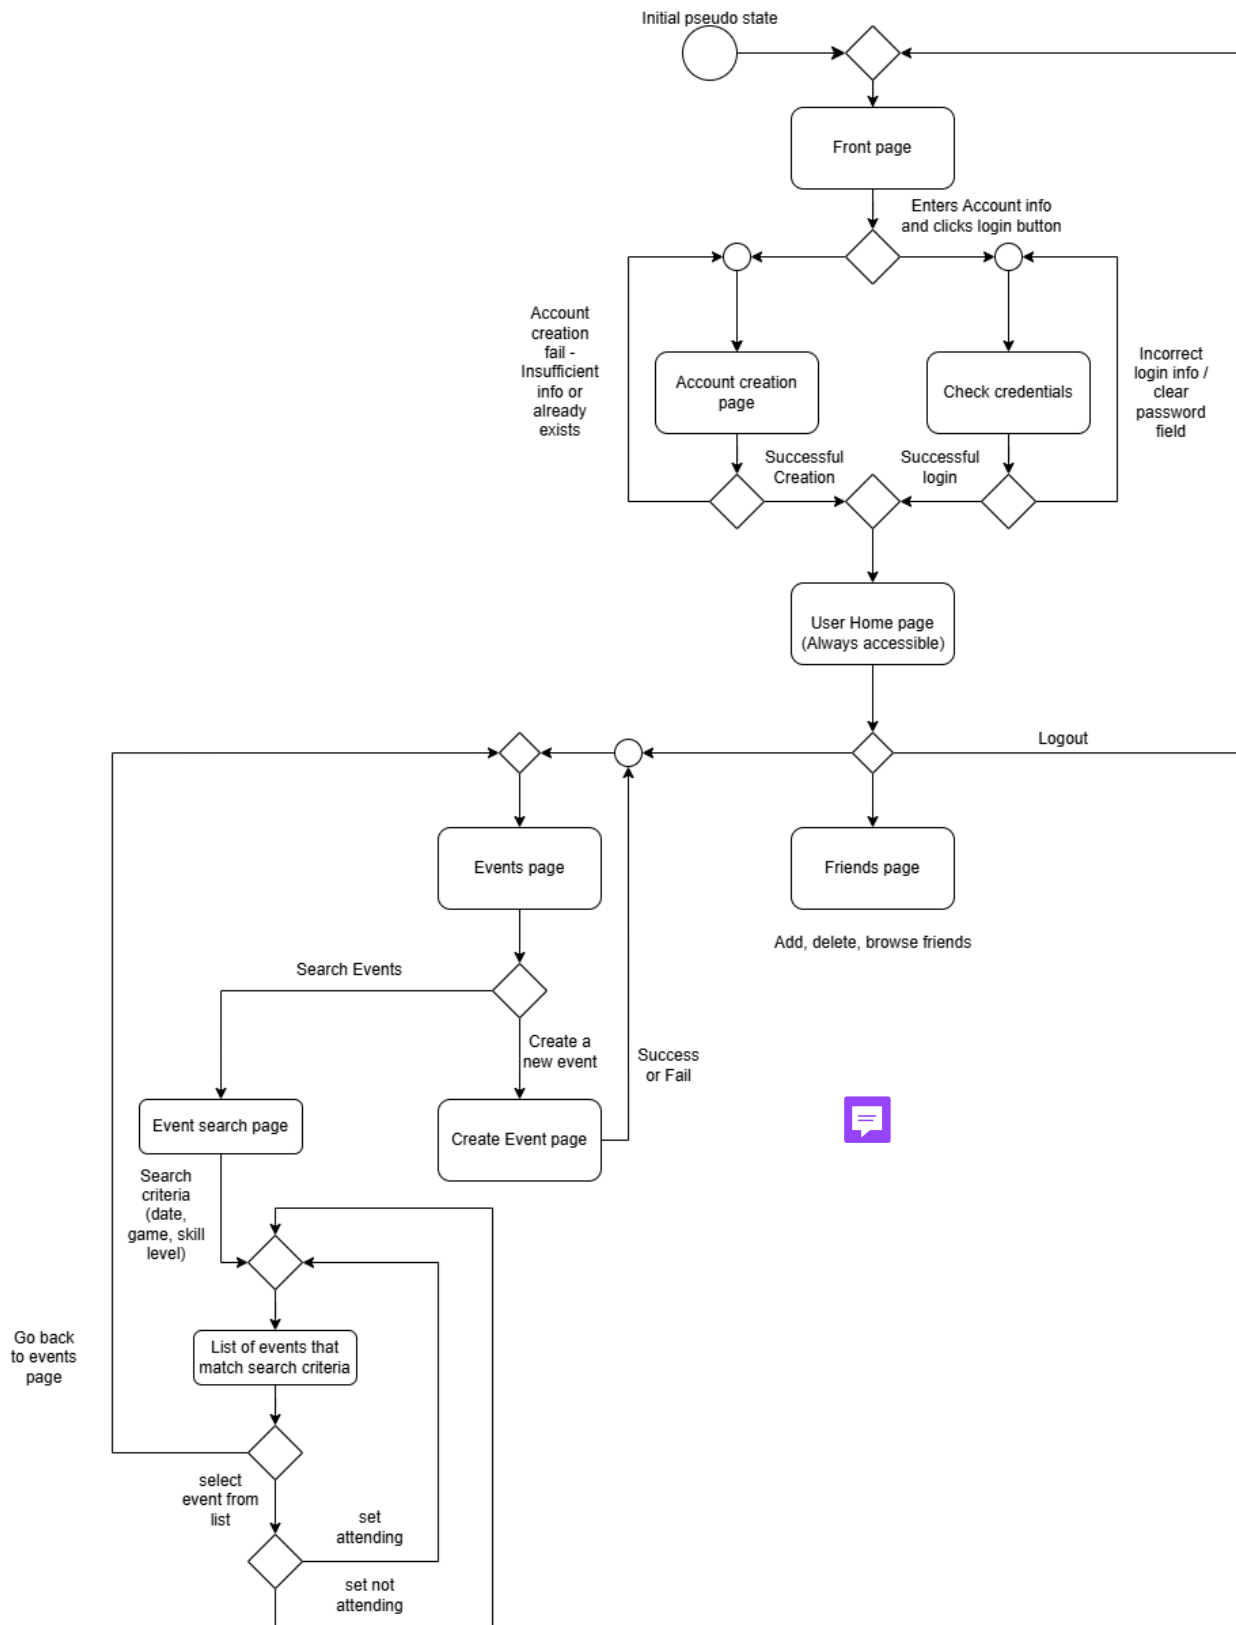 Initial pseudo state
Front page
Enters Account info
and clicks login button
Account
creation
fail -
Insufficient
info or
already
exists
Account creation
page
Check credentials
Incorrect
login info /
clear
password
field
Successful
Creation
Successful
login
User Home page
(Always accessible)
Logout
Events page
Friends page
Add, delete, browse friends
Search Events
Create a
new event
Success
or Fail
Event search page
Create Event page
Search
criteria
(date,
game, skill
level)
Go back
to events
page
List of events that
match search criteria
select
event from
list
set
attending
set not
attending